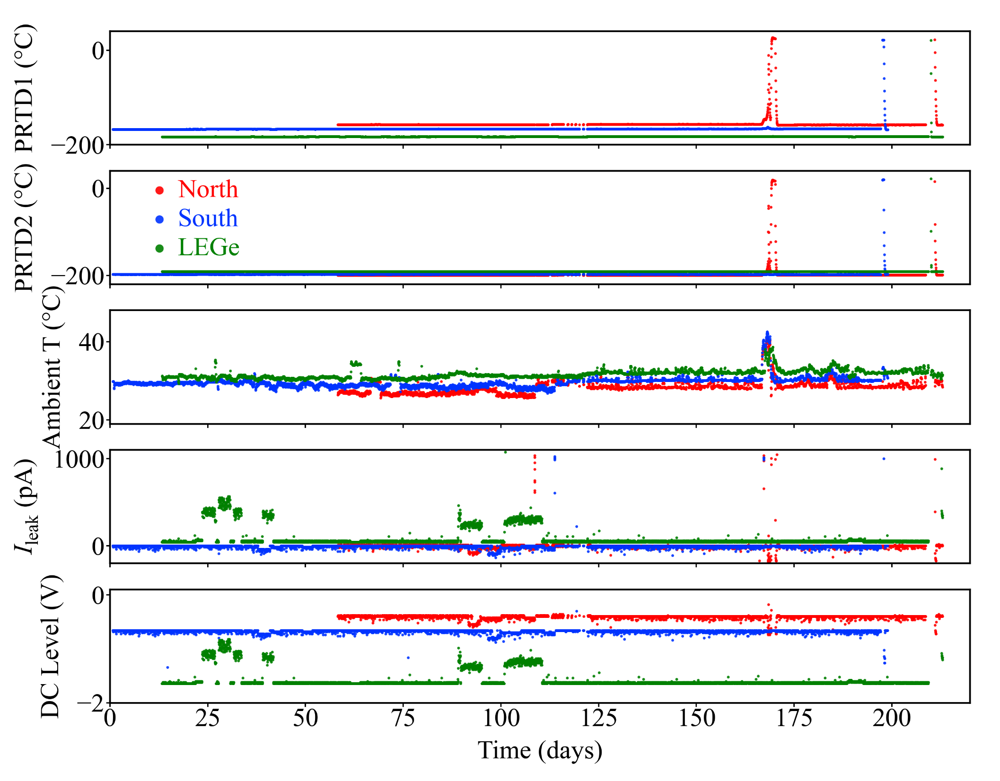 PRTD1 (°C)
0
−200
PRTD2 (°C)
0
−200
North
South
LEGe
Ambient T (°C)
40
20
Ileak (pA)
1000
0
DC Level (V)
0
−2
0 25 50 75 100 125 150 175 200
Time (days)